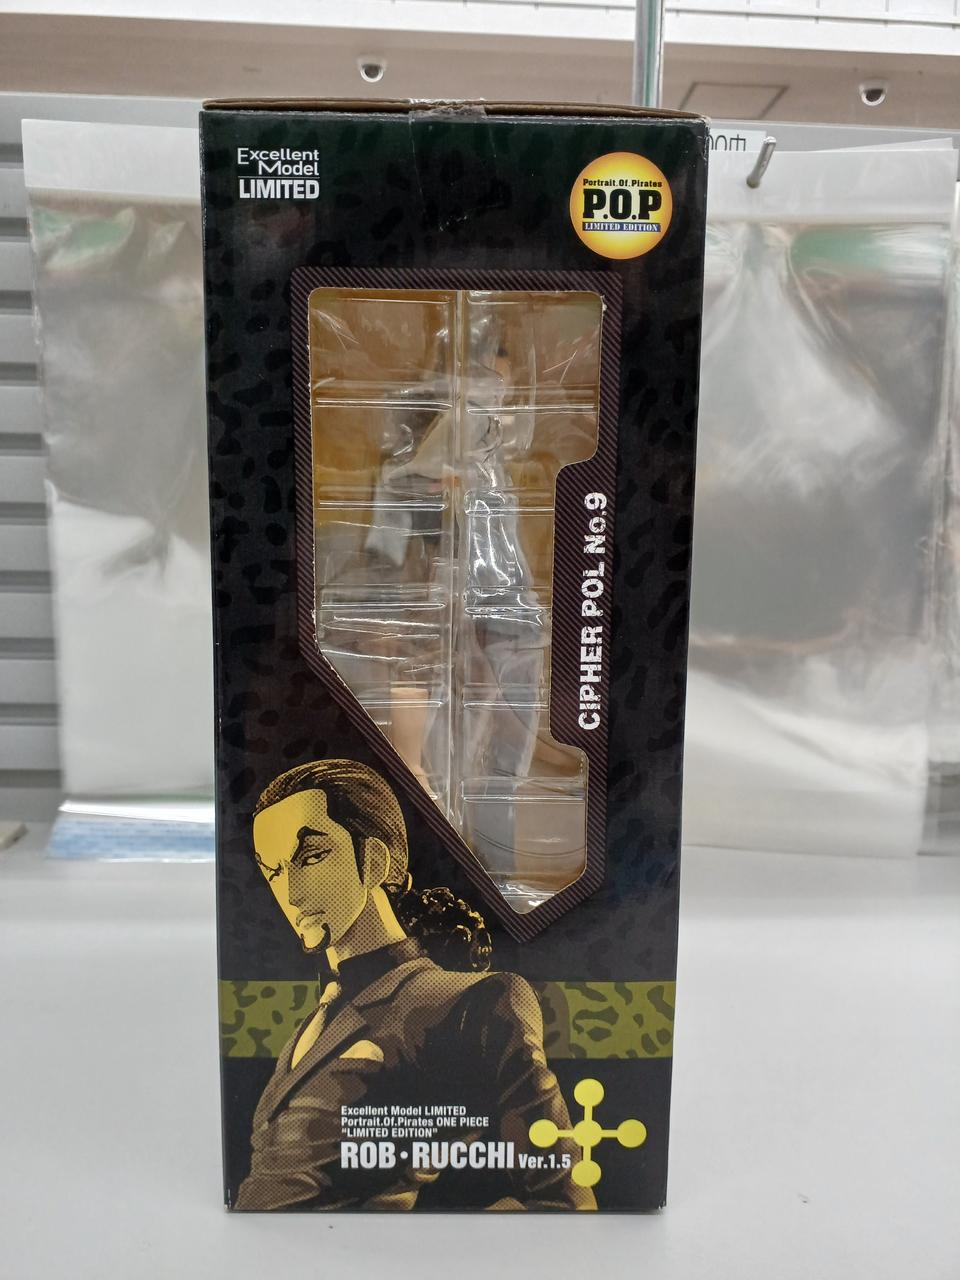 Excellent
Model
LIMITED
Portrait.Of.Pirates
P.O.P
LIMITED EDITION
CIPHER POL No.9
Excellent Model LIMITED
Portrait.Of.Pirates ONE PIECE
"LIMITED EDITION"
ROB・RUCCHI Ver.1.5